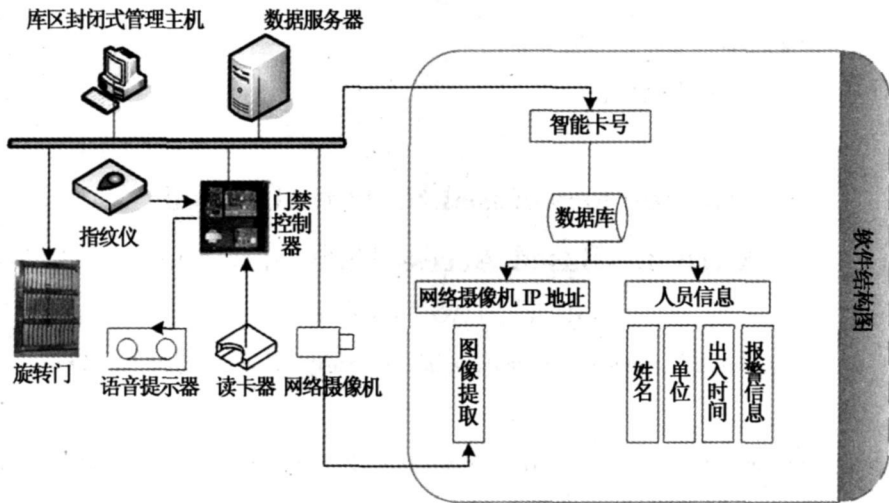 库区封闭式管理主机
数据服务器
智能卡号
指纹仪
门禁
控制
器
数据库
网络摄像机 IP 地址
人员信息
旋转门
语音提示器
读卡器
网络摄像机
图像提取
姓名
单位
出入时间
报警信息
软件结构图